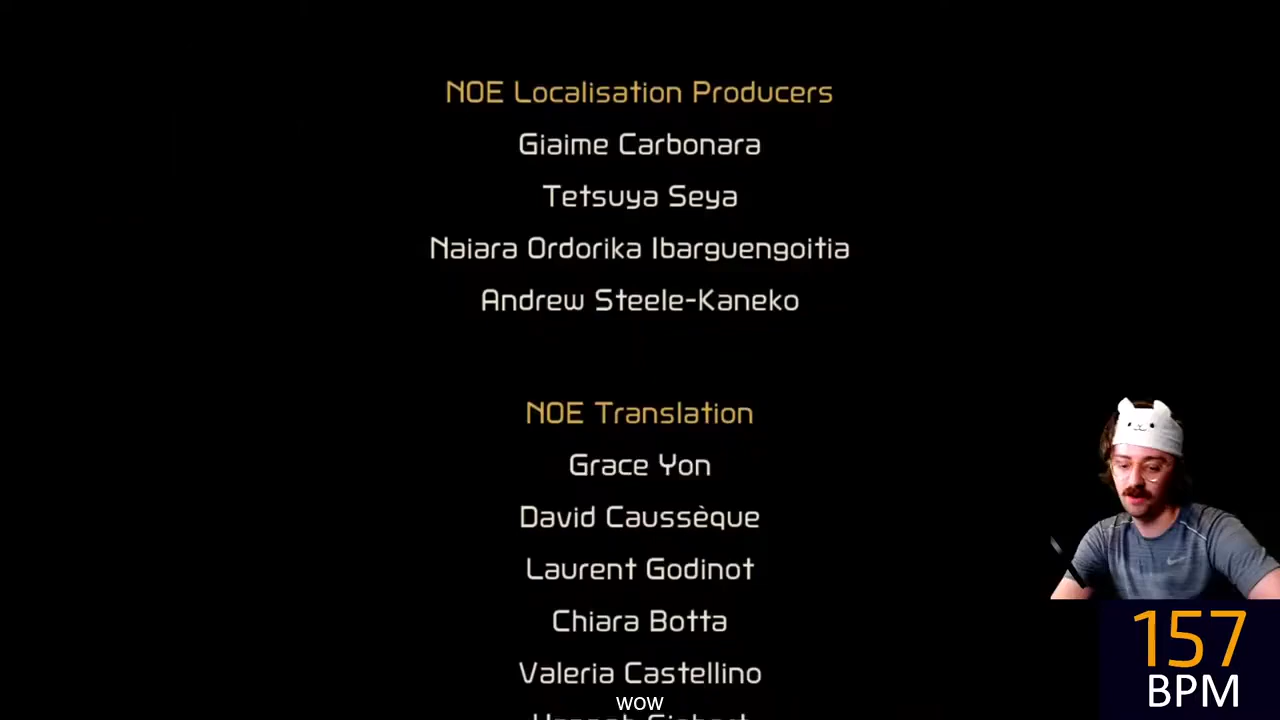 NOE Localisation Producers
Giaime Carbonara
Tetsuya Seya
Naiara Ordorika Ibarguengoitia
Andrew Steele-Kaneko
NOE Translation
Grace Yon
David Caussèque
Laurent Godinot
Chiara Botta
Valeria Castellino
wow
157
BPM